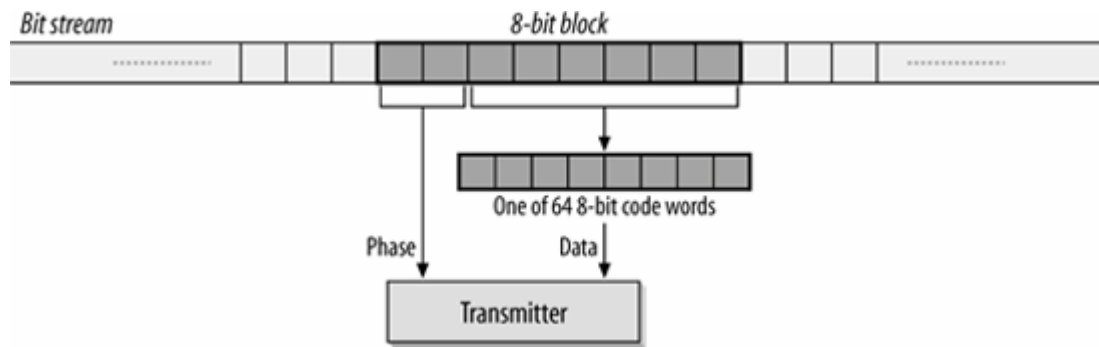 Bit stream
8-bit block
One of 64 8-bit code words
Phase
Data
Transmitter